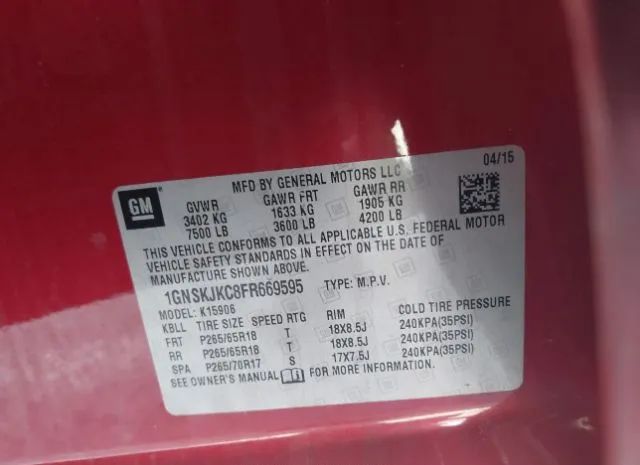 GM
MFD BY GENERAL MOTORS LLC
04/15
GVWR GAWR FRT GAWR RR
3402 KG 1633 KG 1905 KG
7500 LB 3600 LB 4200 LB
THIS VEHICLE CONFORMS TO ALL APPLICABLE U.S. FEDERAL MOTOR
VEHICLE SAFETY STANDARDS IN EFFECT ON THE DATE OF
MANUFACTURE SHOWN ABOVE.
1GNSKJKC8FR669595 TYPE: M.P.V.
MODEL: K15906
KBLL TIRE SIZE SPEED RTG RIM COLD TIRE PRESSURE
FRT P265/65R18 T 18X8.5J 240KPA(35PSI)
RR P265/65R18 T 18X8.5J 240KPA(35PSI)
SPA P265/70R17 S 17X7.5J 240KPA(35PSI)
SEE OWNER'S MANUAL FOR MORE INFORMATION.